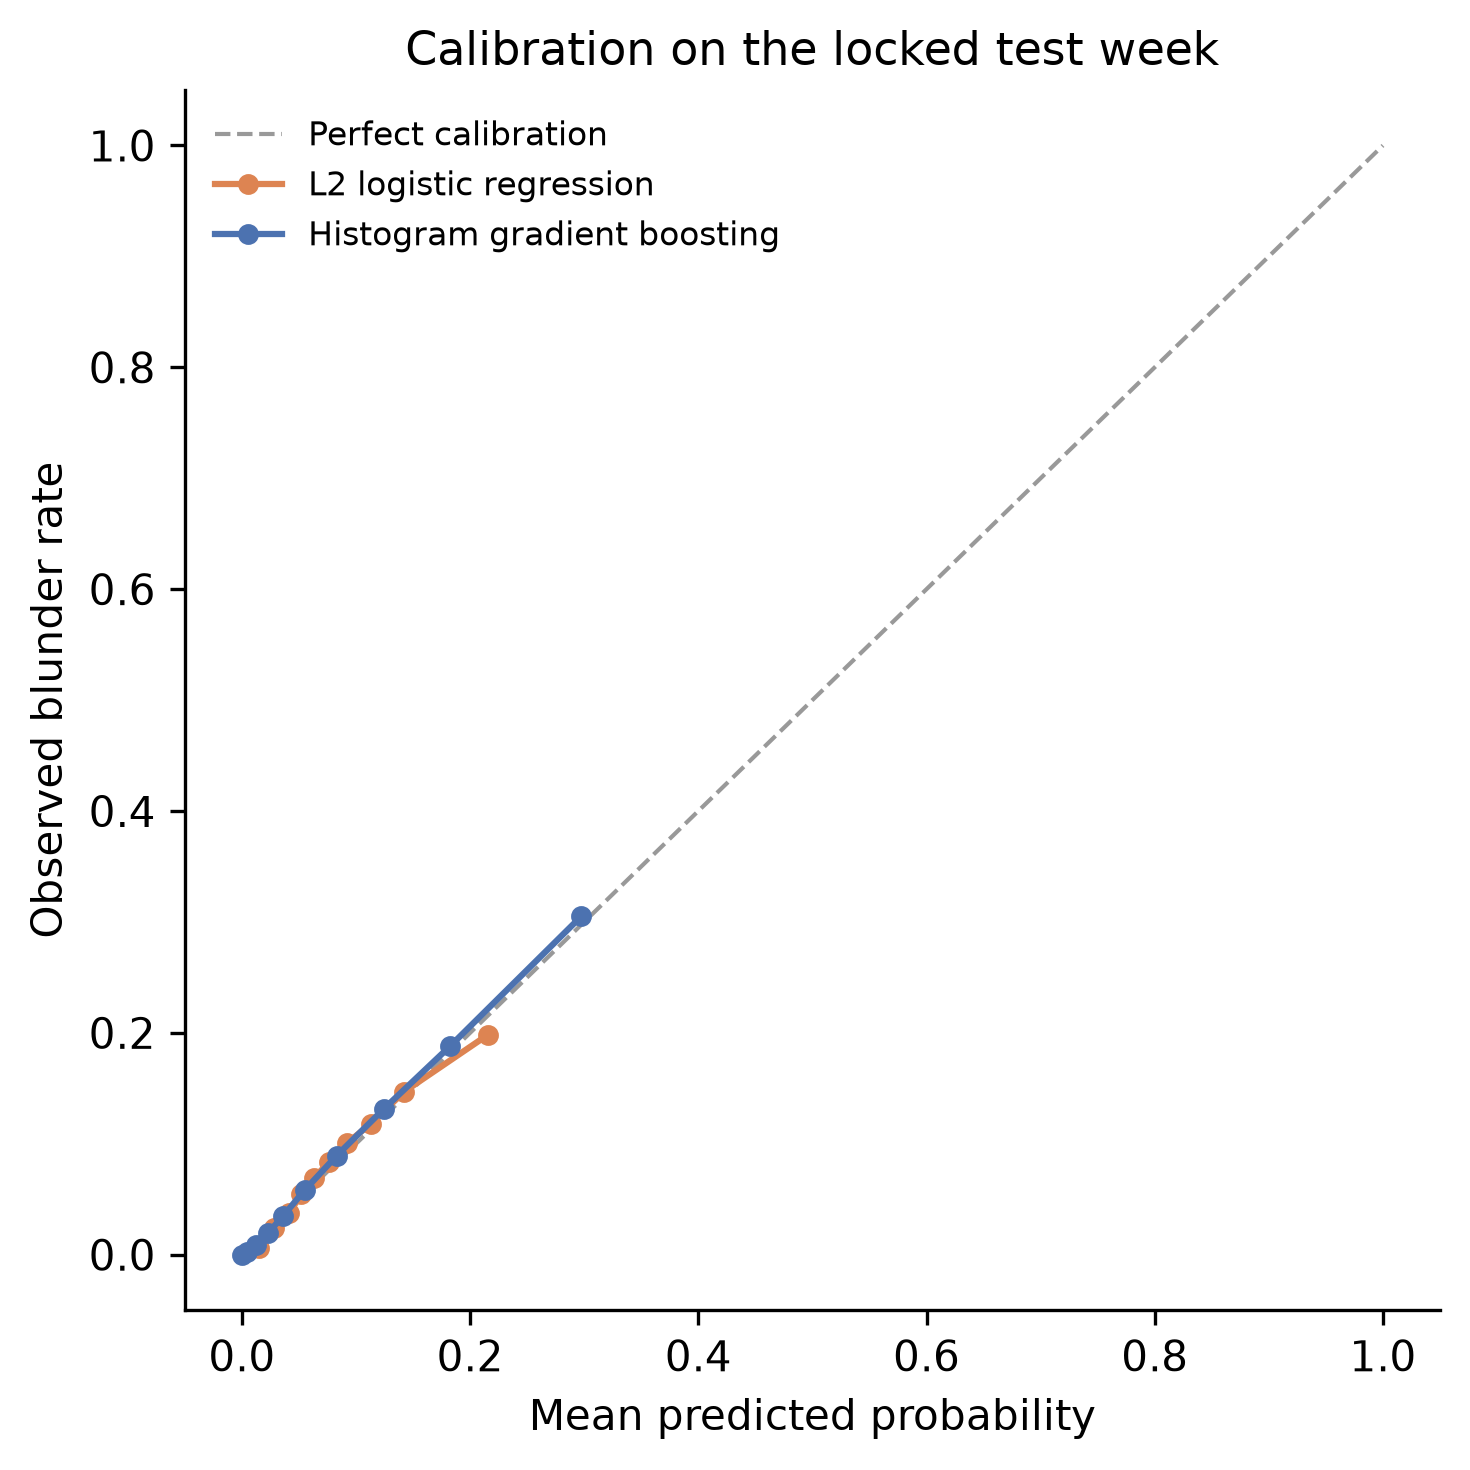 Calibration on the locked test week
Perfect calibration
L2 logistic regression
Histogram gradient boosting
Observed blunder rate
1.0
0.8
0.6
0.4
0.2
0.0
0.0 0.2 0.4 0.6 0.8 1.0
Mean predicted probability